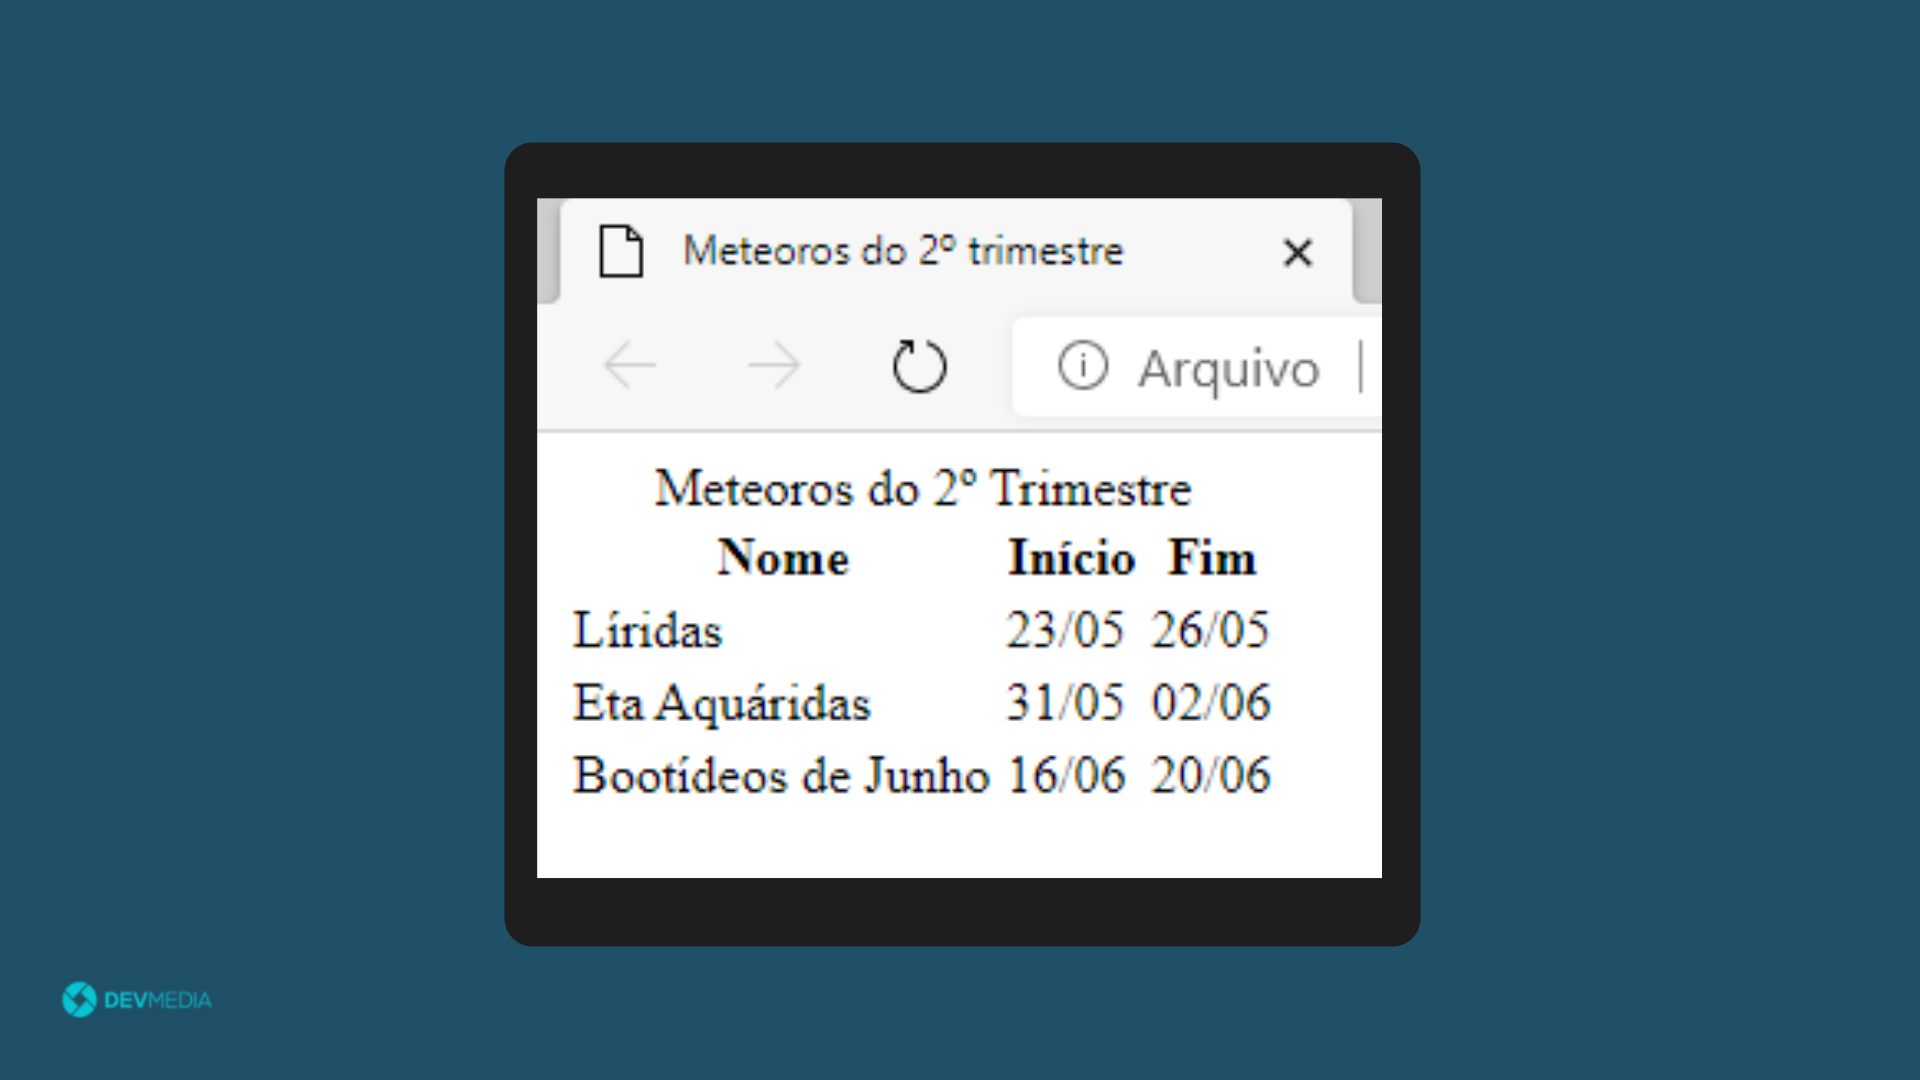 Meteoros do 2º trimestre
Arquivo
Meteoros do 2º Trimestre
Nome Início Fim
Líridas 23/05 26/05
Eta Aquáridas 31/05 02/06
Bootídeos de Junho 16/06 20/06
DEVMEDIA